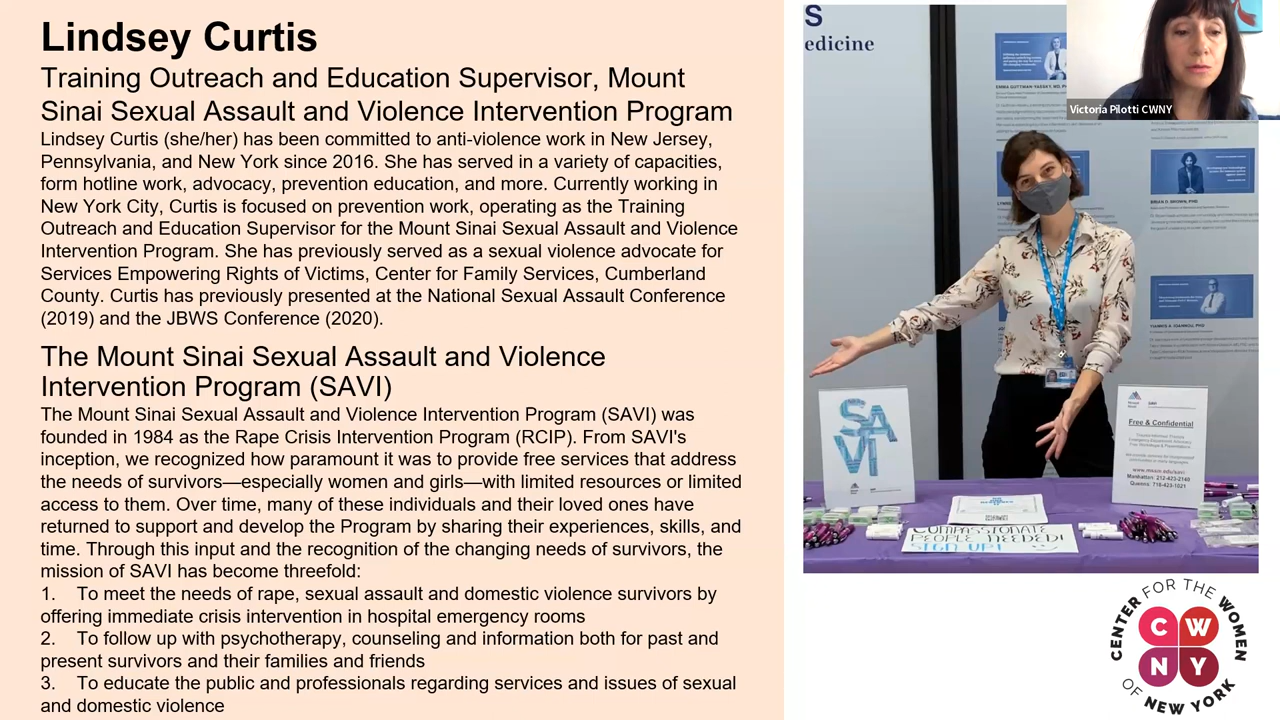 Lindsey Curtis
Training Outreach and Education Supervisor, Mount
Sinai Sexual Assault and Violence Intervention Program
Lindsey Curtis (she/her) has been committed to anti-violence work in New Jersey,
Pennsylvania, and New York since 2016. She has served in a variety of capacities,
form hotline work, advocacy, prevention education, and more. Currently working in
New York City, Curtis is focused on prevention work, operating as the Training
Outreach and Education Supervisor for the Mount Sinai Sexual Assault and Violence
Intervention Program. She has previously served as a sexual violence advocate for
Services Empowering Rights of Victims, Center for Family Services, Cumberland
County. Curtis has previously presented at the National Sexual Assault Conference
(2019) and the JBWS Conference (2020).
The Mount Sinai Sexual Assault and Violence
Intervention Program (SAVI)
The Mount Sinai Sexual Assault and Violence Intervention Program (SAVI) was
founded in 1984 as the Rape Crisis Intervention Program (RCIP). From SAVI's
inception, we recognized how paramount it was to provide free services that address
the needs of survivors—especially women and girls—with limited resources or limited
access to them. Over time, many of these individuals and their loved ones have
returned to support and develop the Program by sharing their experiences, skills, and
time. Through this input and the recognition of the changing needs of survivors, the
mission of SAVI has become threefold:
1. To meet the needs of rape, sexual assault and domestic violence survivors by
offering immediate crisis intervention in hospital emergency rooms
2. To follow up with psychotherapy, counseling and information both for past and
present survivors and their families and friends
3. To educate the public and professionals regarding services and issues of sexual
and domestic violence
S
edicine
Victoria Pilotti CWNY
BRIAN D. BROWN, PHD
SAVI
Free & Confidential
www.mssm.edu/savi
Manhattan: 212-423-2140
Queens: 718-423-1021
COMPASSIONATE
PEOPLE NEEDED!
SIGN UP!
CENTER FOR THE WOMEN
OF NEW YORK
CW
NY